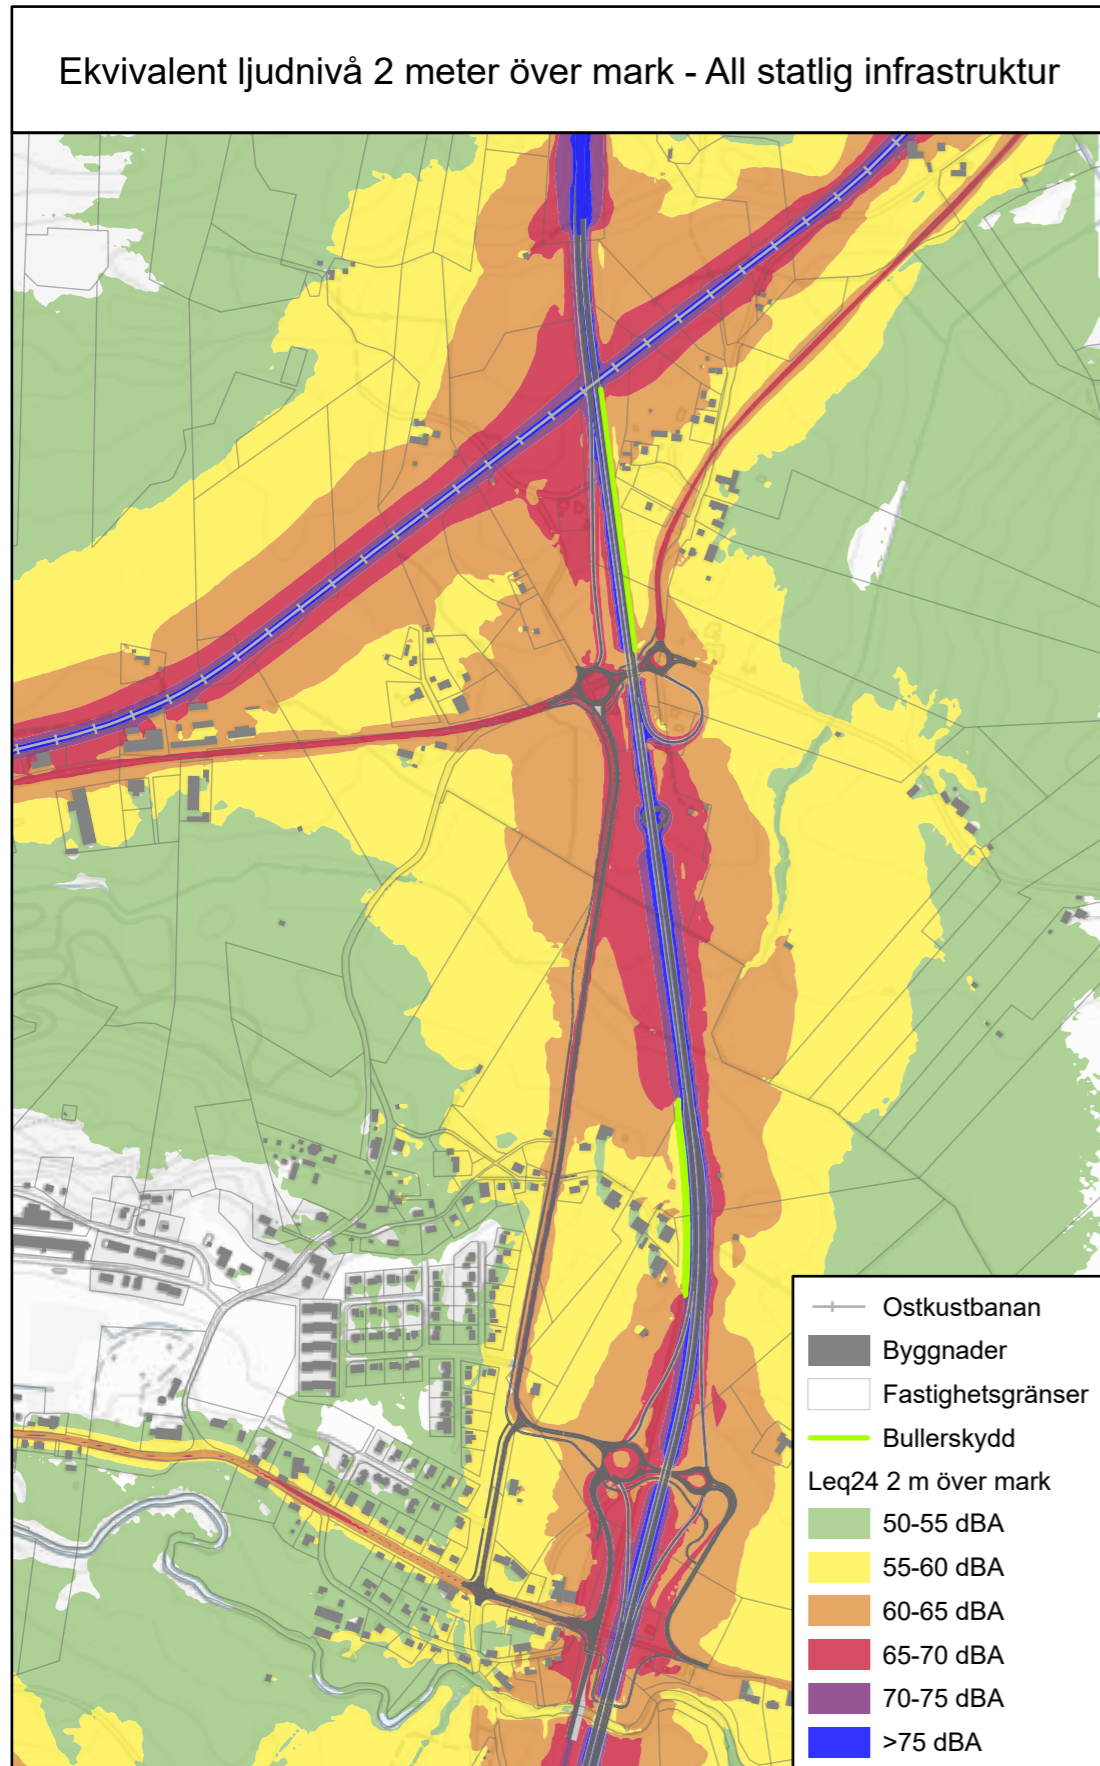 Ekvivalent ljudnivå 2 meter över mark - All statlig infrastruktur
Ostkustbanan
Byggnader
Fastighetsgränser
Bullerskydd
Leq24 2 m över mark
50-55 dBA
55-60 dBA
60-65 dBA
65-70 dBA
70-75 dBA
>75 dBA